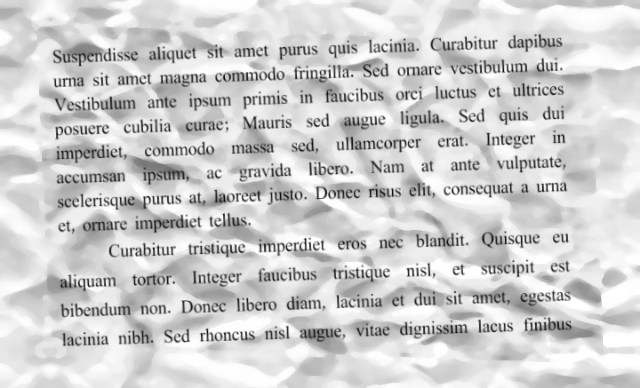 Suspendisse aliquet sit amet purus quis lacinia. Curabitur dapibus
urna sit amet magna commodo fringilla. Sed ornare vestibulum dui.
Vestibulum ante ipsum primis in faucibus orci luctus et ultrices
posuere cubilia curae; Mauris sed augue ligula. Sed quis dui
imperdiet, commodo massa sed, ullamcorper erat. Integer in
accumsan ipsum, ac gravida libero. Nam at ante vulputate,
scelerisque purus at, laoreet justo. Donec risus elit, consequat a urna
et, ornare imperdiet tellus.
Curabitur tristique imperdiet eros nec blandit. Quisque eu
aliquam tortor. Integer faucibus tristique nisl, et suscipit est
bibendum non. Donec libero diam, lacinia et dui sit amet, egestas
lacinia nibh. Sed rhoncus nisl augue, vitae dignissim lacus finibus